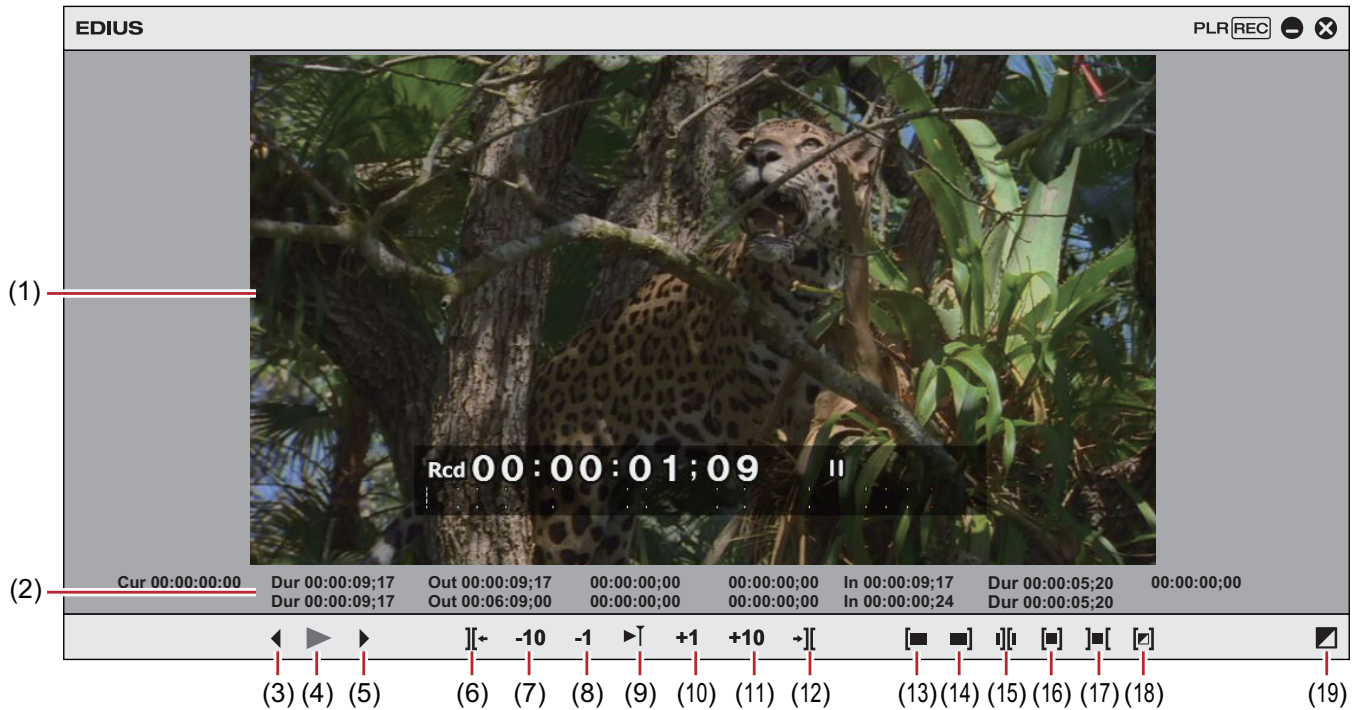 EDIUS PLR REC
(1)
Rcd 00:00:01;09
Cur 00:00:00:00 Dur 00:00:09;17 Out 00:00:09;17 00:00:00;00 00:00:00;00 In 00:00:09;17 Dur 00:00:05;20 00:00:00;00
(2)
Dur 00:00:09;17 Out 00:06:09;00 00:00:00;00 00:00:00;00 In 00:00:00;24 Dur 00:00:05;20
-10 -1 +1 +10
(3) (4) (5) (6) (7) (8) (9) (10) (11) (12) (13) (14) (15) (16) (17) (18) (19)